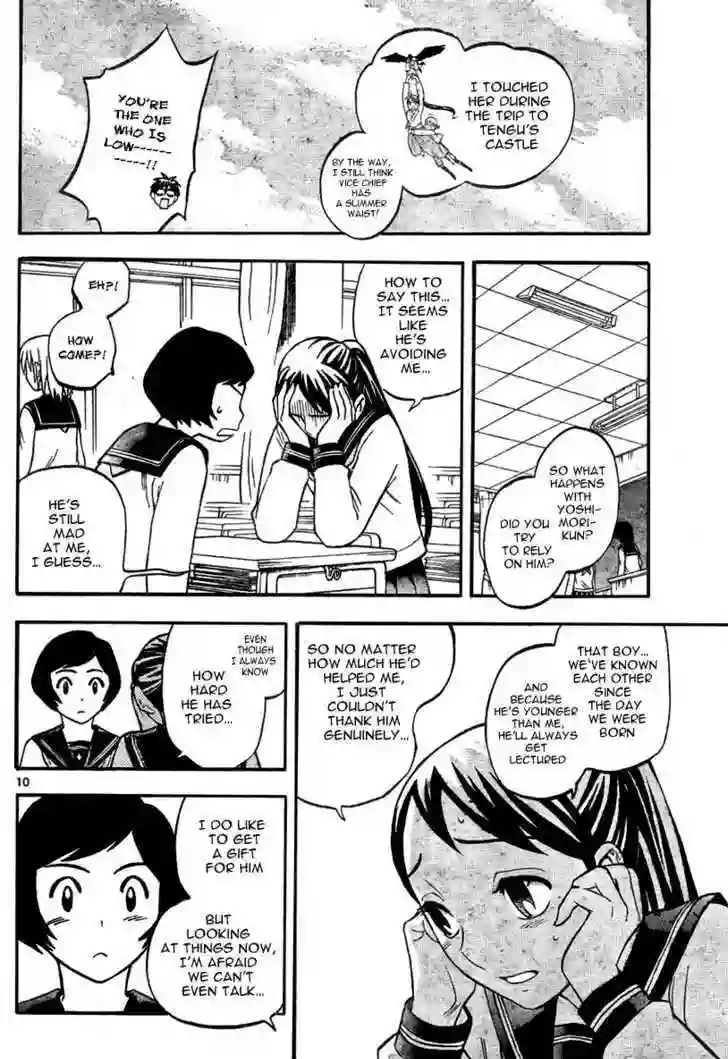 I TOUCHED
HER DURING
THE TRIP TO
TENGU'S
CASTLE
BY THE WAY,
I STILL THINK
VICE CHIEF
HAS
A SLIMMER
WAIST!
YOU'RE
THE ONE
WHO IS
LOW------
------!!
SO WHAT
HAPPENS
WITH
YOSHI-
MORI-
KUN?
DID YOU
TRY
TO RELY
ON HIM?
HOW TO
SAY THIS...
IT SEEMS
LIKE
HE'S
AVOIDING
ME...
EH?!
HOW
COME?!
HE'S
STILL
MAD
AT ME,
I GUESS...
THAT BOY...
WE'VE KNOWN
EACH OTHER
SINCE
THE DAY
WE WERE
BORN
AND
BECAUSE
HE'S YOUNGER
THAN ME,
HE'LL ALWAYS
GET
LECTURED
SO NO MATTER
HOW MUCH HE'D
HELPED ME,
I JUST
COULDN'T
THANK HIM
GENUINELY...
EVEN
THOUGH
I ALWAYS
KNOW
HOW
HARD
HE HAS
TRIED...
10
I DO LIKE
TO GET
A GIFT
FOR HIM
BUT
LOOKING
AT THINGS NOW,
I'M AFRAID
WE CAN'T
EVEN TALK...